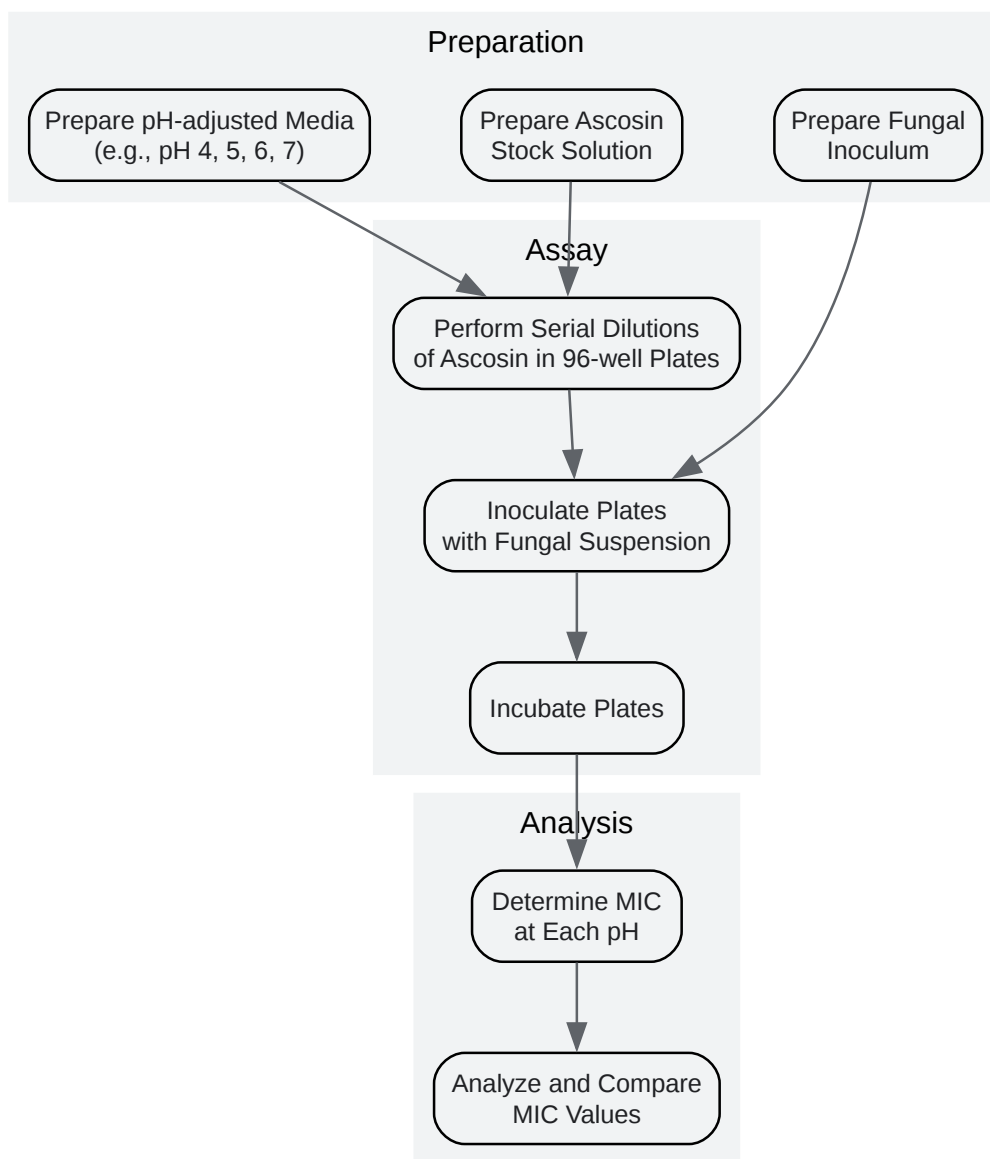 Preparation
Prepare pH-adjusted Media
(e.g., pH 4, 5, 6, 7)
Prepare Ascosin
Stock Solution
Prepare Fungal
Inoculum
Assay
Perform Serial Dilutions
of Ascosin in 96-well Plates
Inoculate Plates
with Fungal Suspension
Incubate Plates
Analysis
Determine MIC
at Each pH
Analyze and Compare
MIC Values